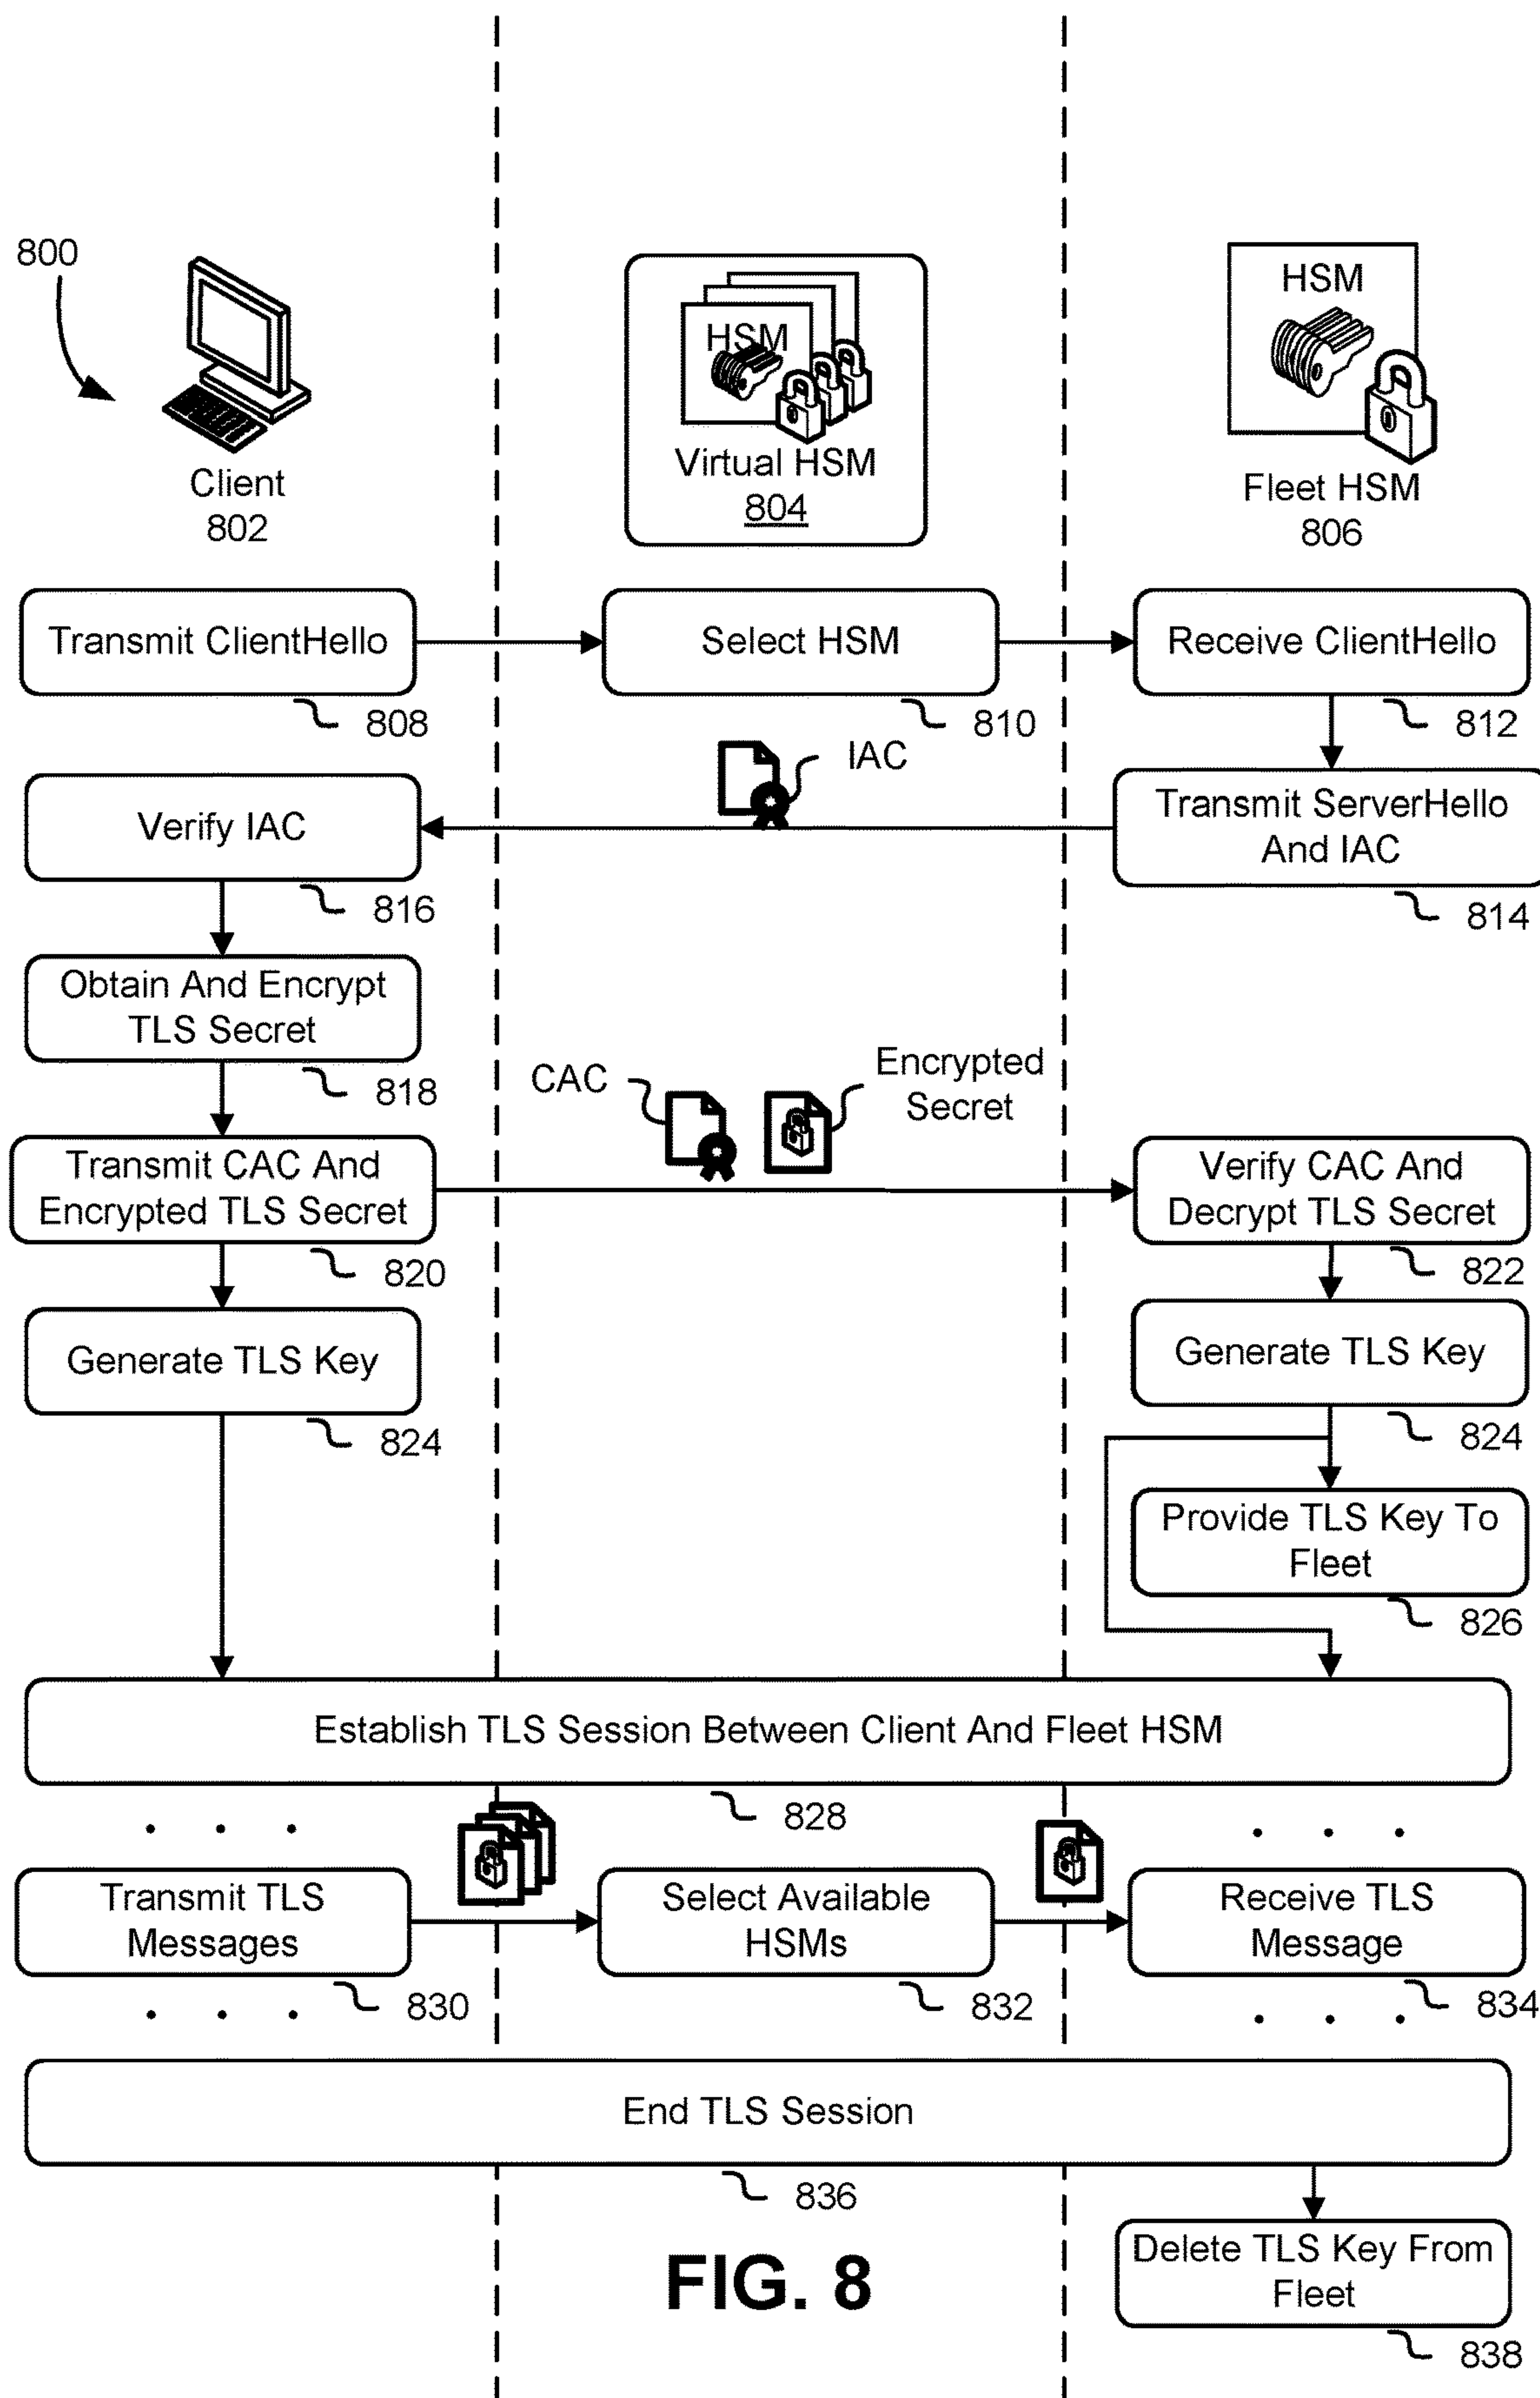 800
HSM
HSM
Virtual HSM
804
Client
802
Fleet HSM
806
Transmit ClientHello
Select HSM
Receive ClientHello
808
810
812
IAC
Verify IAC
Transmit ServerHello
And IAC
816
814
Obtain And Encrypt
TLS Secret
818
CAC
Encrypted
Secret
Transmit CAC And
Encrypted TLS Secret
Verify CAC And
Decrypt TLS Secret
820
822
Generate TLS Key
Generate TLS Key
824
824
Provide TLS Key To
Fleet
826
Establish TLS Session Between Client And Fleet HSM
828
. . .
. . .
Transmit TLS
Messages
Select Available
HSMs
Receive TLS
Message
830
832
834
. . .
. . .
End TLS Session
836
Delete TLS Key From
Fleet
838
FIG. 8